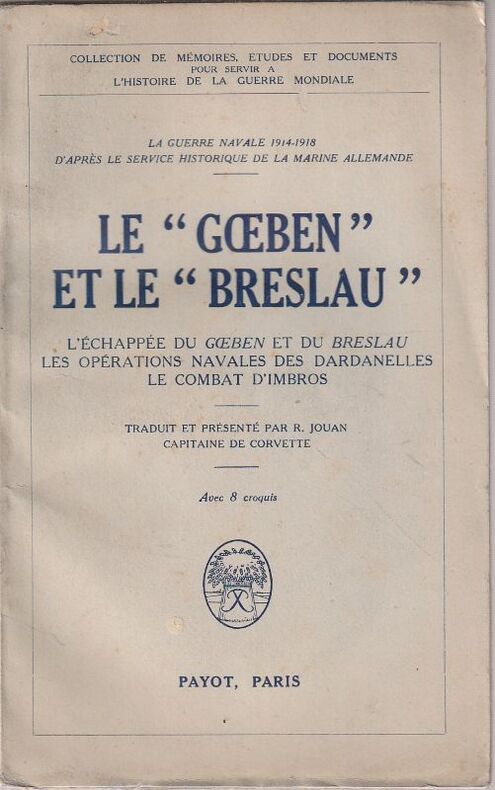 COLLECTION DE MÉMOIRES, ETUDES ET DOCUMENTS
POUR SERVIR A
L'HISTOIRE DE LA GUERRE MONDIALE
LA GUERRE NAVALE 1914-1918
D'APRÈS LE SERVICE HISTORIQUE DE LA MARINE ALLEMANDE
LE “ GŒBEN ”
ET LE “ BRESLAU ”
L'ÉCHAPPÉE DU GŒBEN ET DU BRESLAU
LES OPÉRATIONS NAVALES DES DARDANELLES
LE COMBAT D'IMBROS
TRADUIT ET PRÉSENTÉ PAR R. JOUAN
CAPITAINE DE CORVETTE
Avec 8 croquis
PAYOT, PARIS